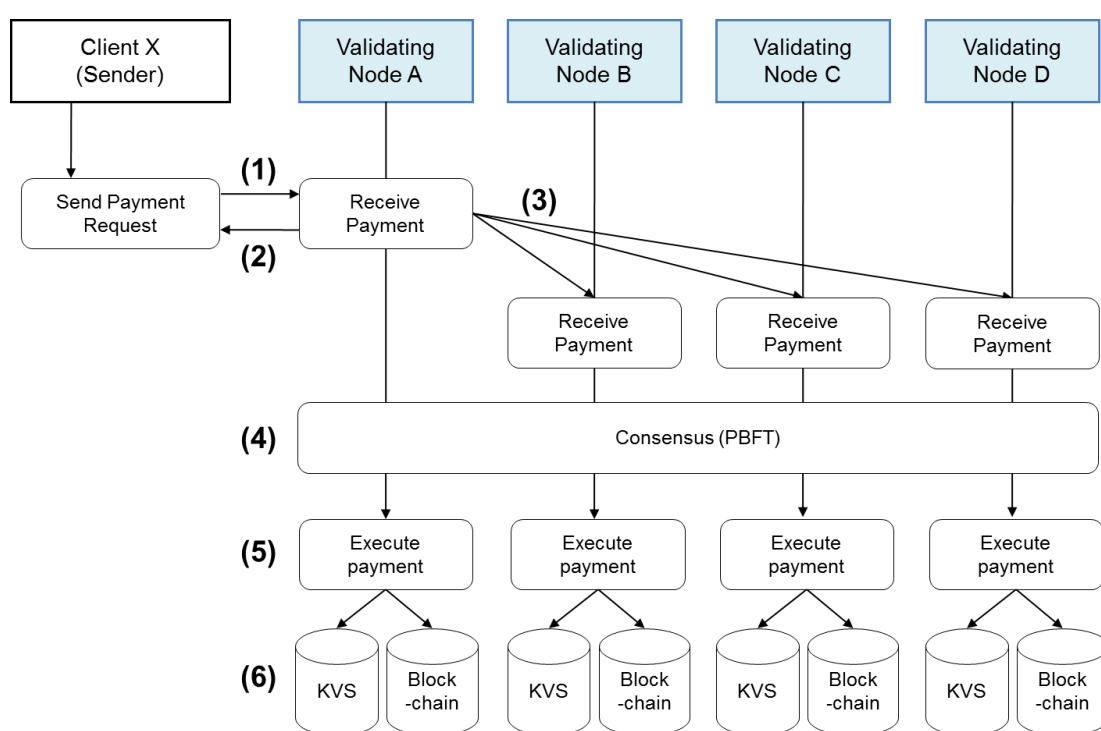 Client X
(Sender)
Validating
Node A
Validating
Node B
Validating
Node C
Validating
Node D
(1)
Send Payment
Request
Receive
Payment
(2)
(3)
Receive
Payment
Receive
Payment
Receive
Payment
(4)
Consensus (PBFT)
(5)
Execute
payment
Execute
payment
Execute
payment
Execute
payment
(6)
KVS
Block
-chain
KVS
Block
-chain
KVS
Block
-chain
KVS
Block
-chain